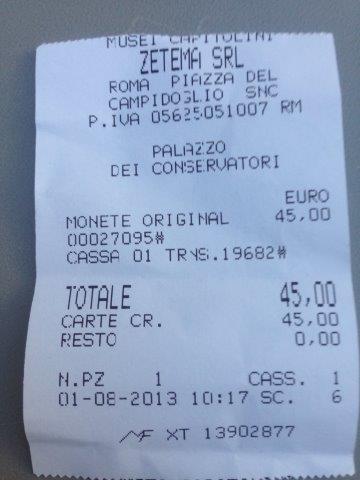 MUSEI CAPITOLINI
ZETEMA SRL
ROMA PIAZZA DEL
CAMPIDOGLIO SNC
P.IVA 05625051007 RM
PALAZZO
DEI CONSERVATORI
EURO
MONETE ORIGINAL 45,00
00027095#
CASSA 01 TRNS.19682#
TOTALE 45,00
CARTE CR. 45,00
RESTO 0,00
N.PZ 1 CASS. 1
01-08-2013 10:17 SC. 6
MF XT 13902877